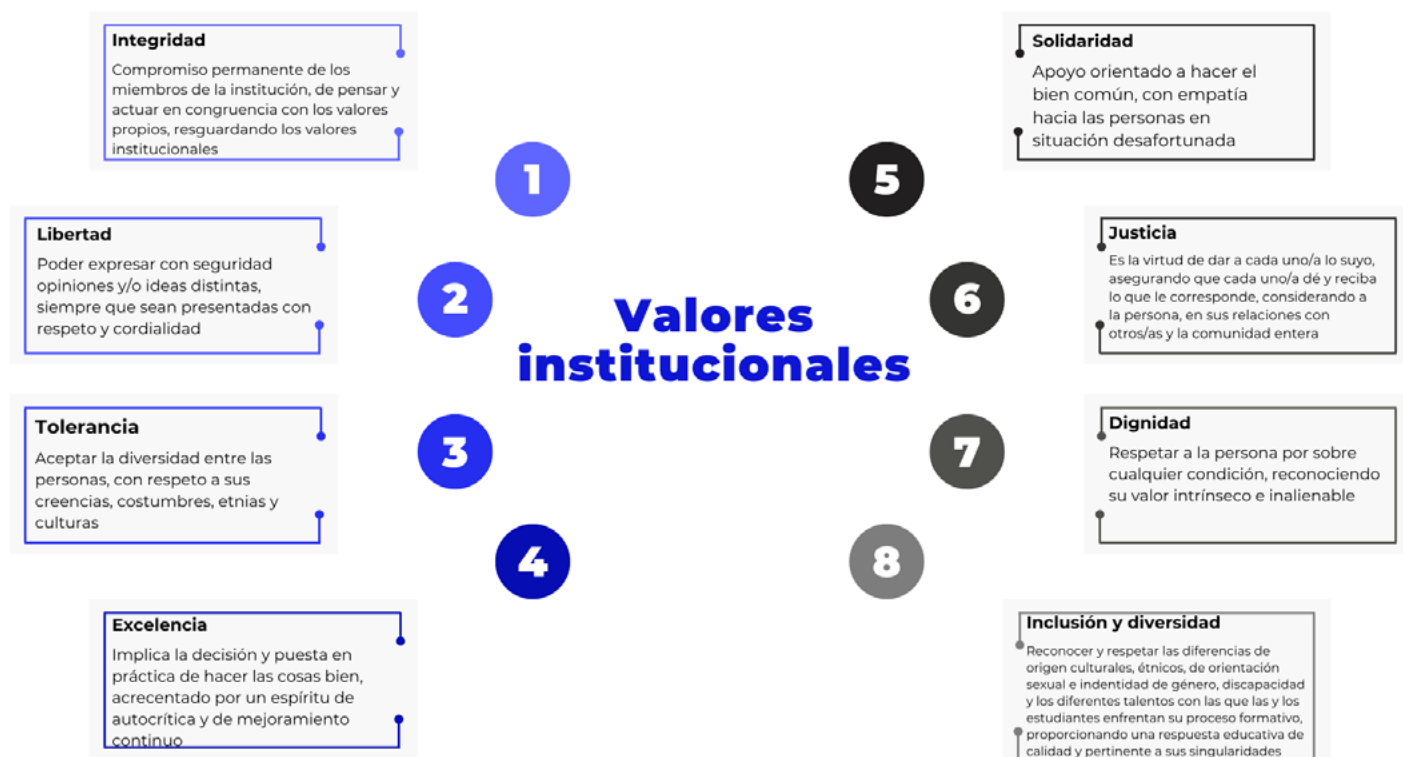 Integridad
Compromiso permanente de los
miembros de la institución, de pensar y
actuar en congruencia con los valores
propios, resguardando los valores
institucionales
1
Libertad
Poder expresar con seguridad
opiniones y/o ideas distintas,
siempre que sean presentadas con
respeto y cordialidad
2
Tolerancia
Aceptar la diversidad entre las
personas, con respeto a sus
creencias, costumbres, etnias y
culturas
3
Excelencia
Implica la decisión y puesta en
práctica de hacer las cosas bien,
acrecentado por un espíritu de
autocrítica y de mejoramiento
continuo
4
Valores
institucionales
Solidaridad
Apoyo orientado a hacer el
bien común, con empatía
hacia las personas en
situación desafortunada
5
Justicia
Es la virtud de dar a cada uno/a lo suyo,
asegurando que cada uno/a dé y reciba
lo que le corresponde, considerando a
la persona, en sus relaciones con
otros/as y la comunidad entera
6
Dignidad
Respetar a la persona por sobre
cualquier condición, reconociendo
su valor intrínseco e inalienable
7
Inclusión y diversidad
Reconocer y respetar las diferencias de
origen culturales, étnicos, de orientación
sexual e indentidad de género, discapacidad
y los diferentes talentos con las que las y los
estudiantes enfrentan su proceso formativo,
proporcionando una respuesta educativa de
calidad y pertinente a sus singularidades
8